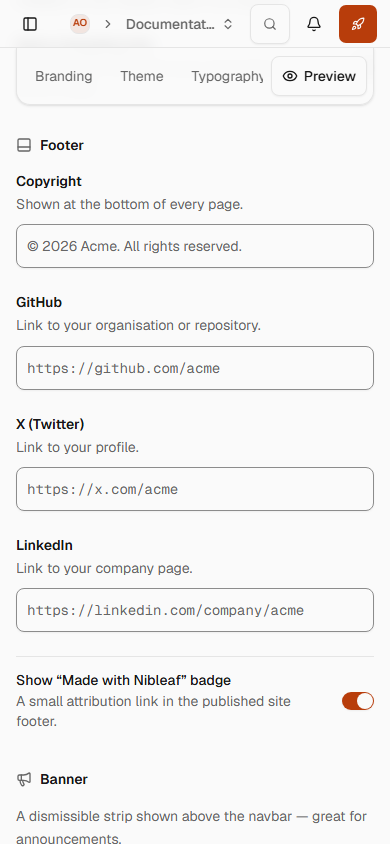 AO
Documentat...
Branding
Theme
Typography
Preview
Footer
Copyright
Shown at the bottom of every page.
© 2026 Acme. All rights reserved.
GitHub
Link to your organisation or repository.
https://github.com/acme
X (Twitter)
Link to your profile.
https://x.com/acme
LinkedIn
Link to your company page.
https://linkedin.com/company/acme
Show “Made with Nibleaf” badge
A small attribution link in the published site
footer.
Banner
A dismissible strip shown above the navbar — great for
announcements.